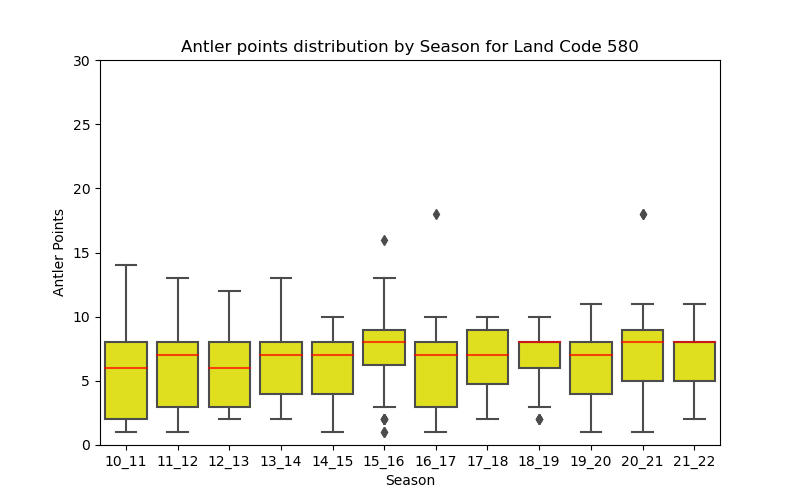 Antler points distribution by Season for Land Code 580
30
25
20
15
10
5
0
Antler Points
10_11 11_12 12_13 13_14 14_15 15_16 16_17 17_18 18_19 19_20 20_21 21_22
Season